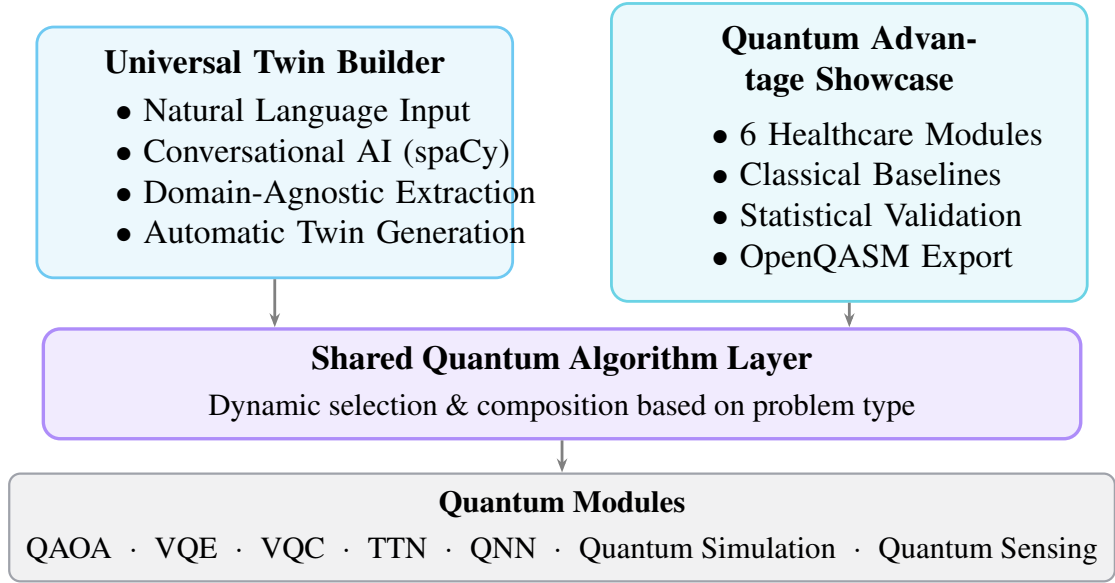 Universal Twin Builder
• Natural Language Input
• Conversational AI (spaCy)
• Domain-Agnostic Extraction
• Automatic Twin Generation
Quantum Advan-
tage Showcase
• 6 Healthcare Modules
• Classical Baselines
• Statistical Validation
• OpenQASM Export
Shared Quantum Algorithm Layer
Dynamic selection & composition based on problem type
Quantum Modules
QAOA · VQE · VQC · TTN · QNN · Quantum Simulation · Quantum Sensing